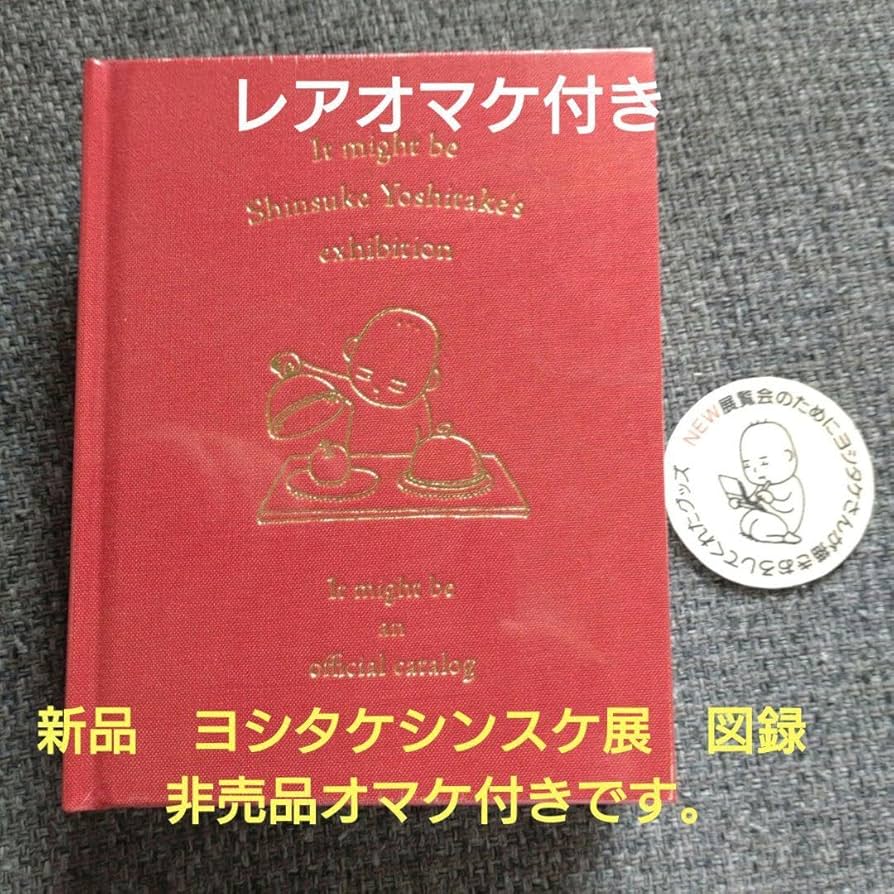 レアオマケ付き
It might be
Shinsuke Yoshitake's
exhibition
It might be
an
official catalog
NEW展覧会のためにヨシタケさんが描きおろしてくれたグッズ
新品　ヨシタケシンスケ展　図録
非売品オマケ付きです。